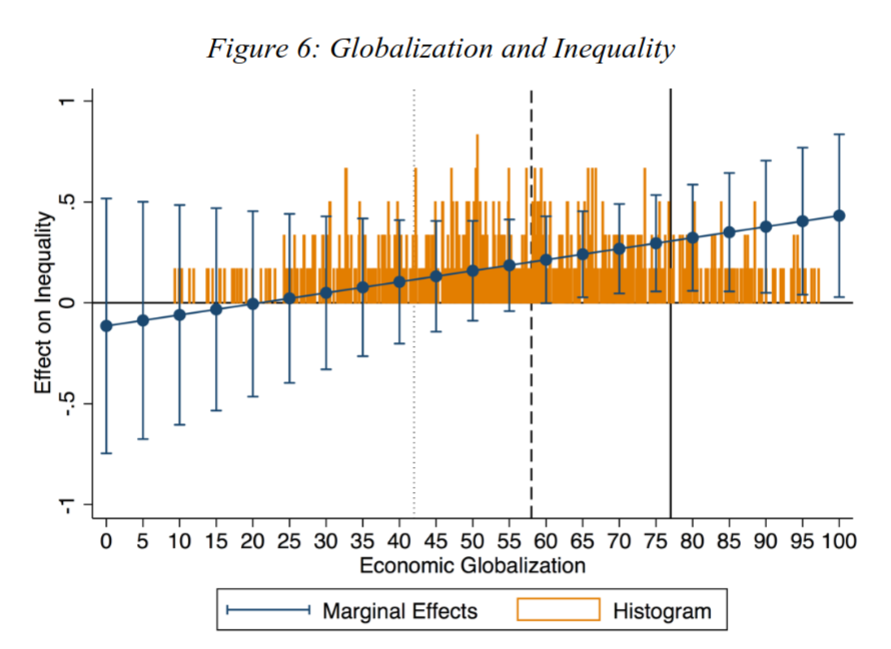 Figure 6: Globalization and Inequality
1
.5
0
-.5
-1
Effect on Inequality
0 5 10 15 20 25 30 35 40 45 50 55 60 65 70 75 80 85 90 95 100
Economic Globalization
Marginal Effects Histogram